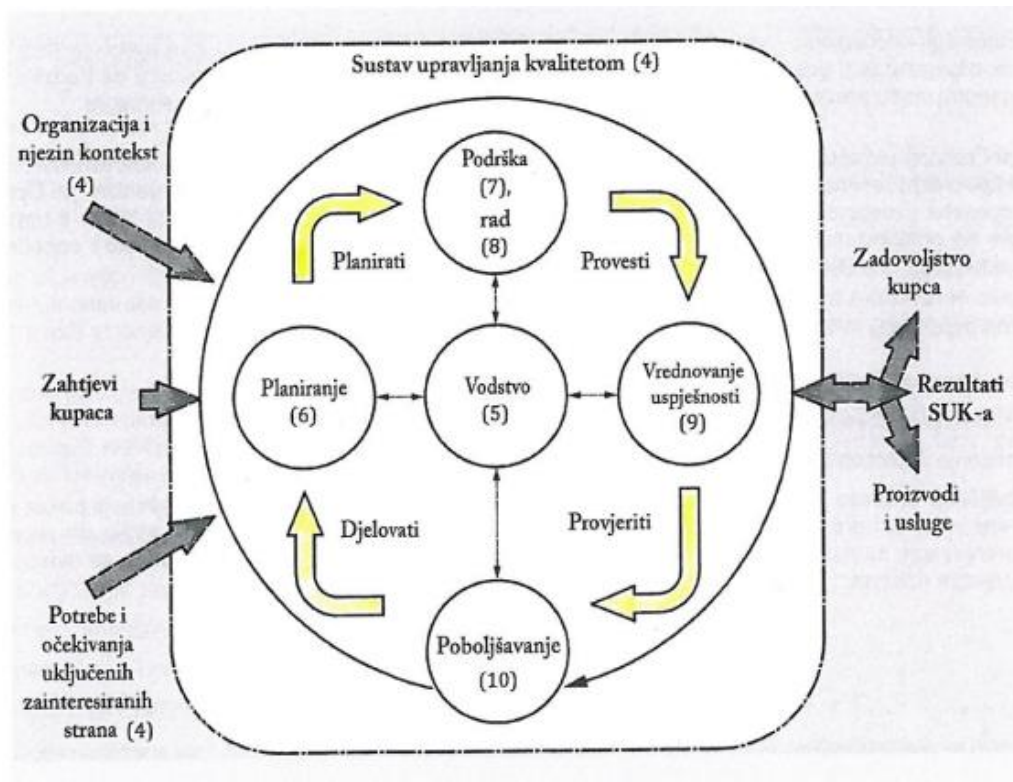 Sustav upravljanja kvalitetom (4)
Organizacija i
njezin kontekst
(4)
Podrška
(7),
rad
(8)
Planirati
Provesti
Zadovoljstvo
kupca
Zahtjevi
kupaca
Planiranje
(6)
Vodstvo
(5)
Vrednovanje
uspješnosti
(9)
Rezultati
SUK-a
Djelovati
Provjeriti
Proizvodi
i usluge
Potrebe i
očekivanja
uključenih
zainteresiranih
strana (4)
Poboljšavanje
(10)